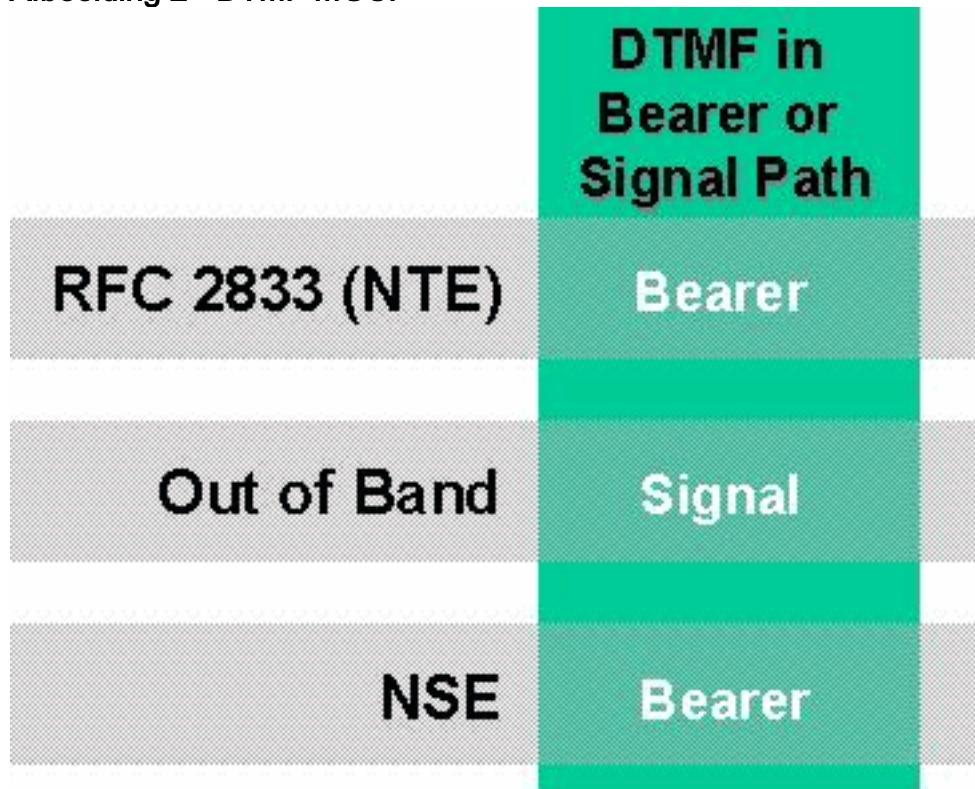 DTMF in
Bearer or
Signal Path
RFC 2833 (NTE) Bearer
Out of Band Signal
NSE Bearer